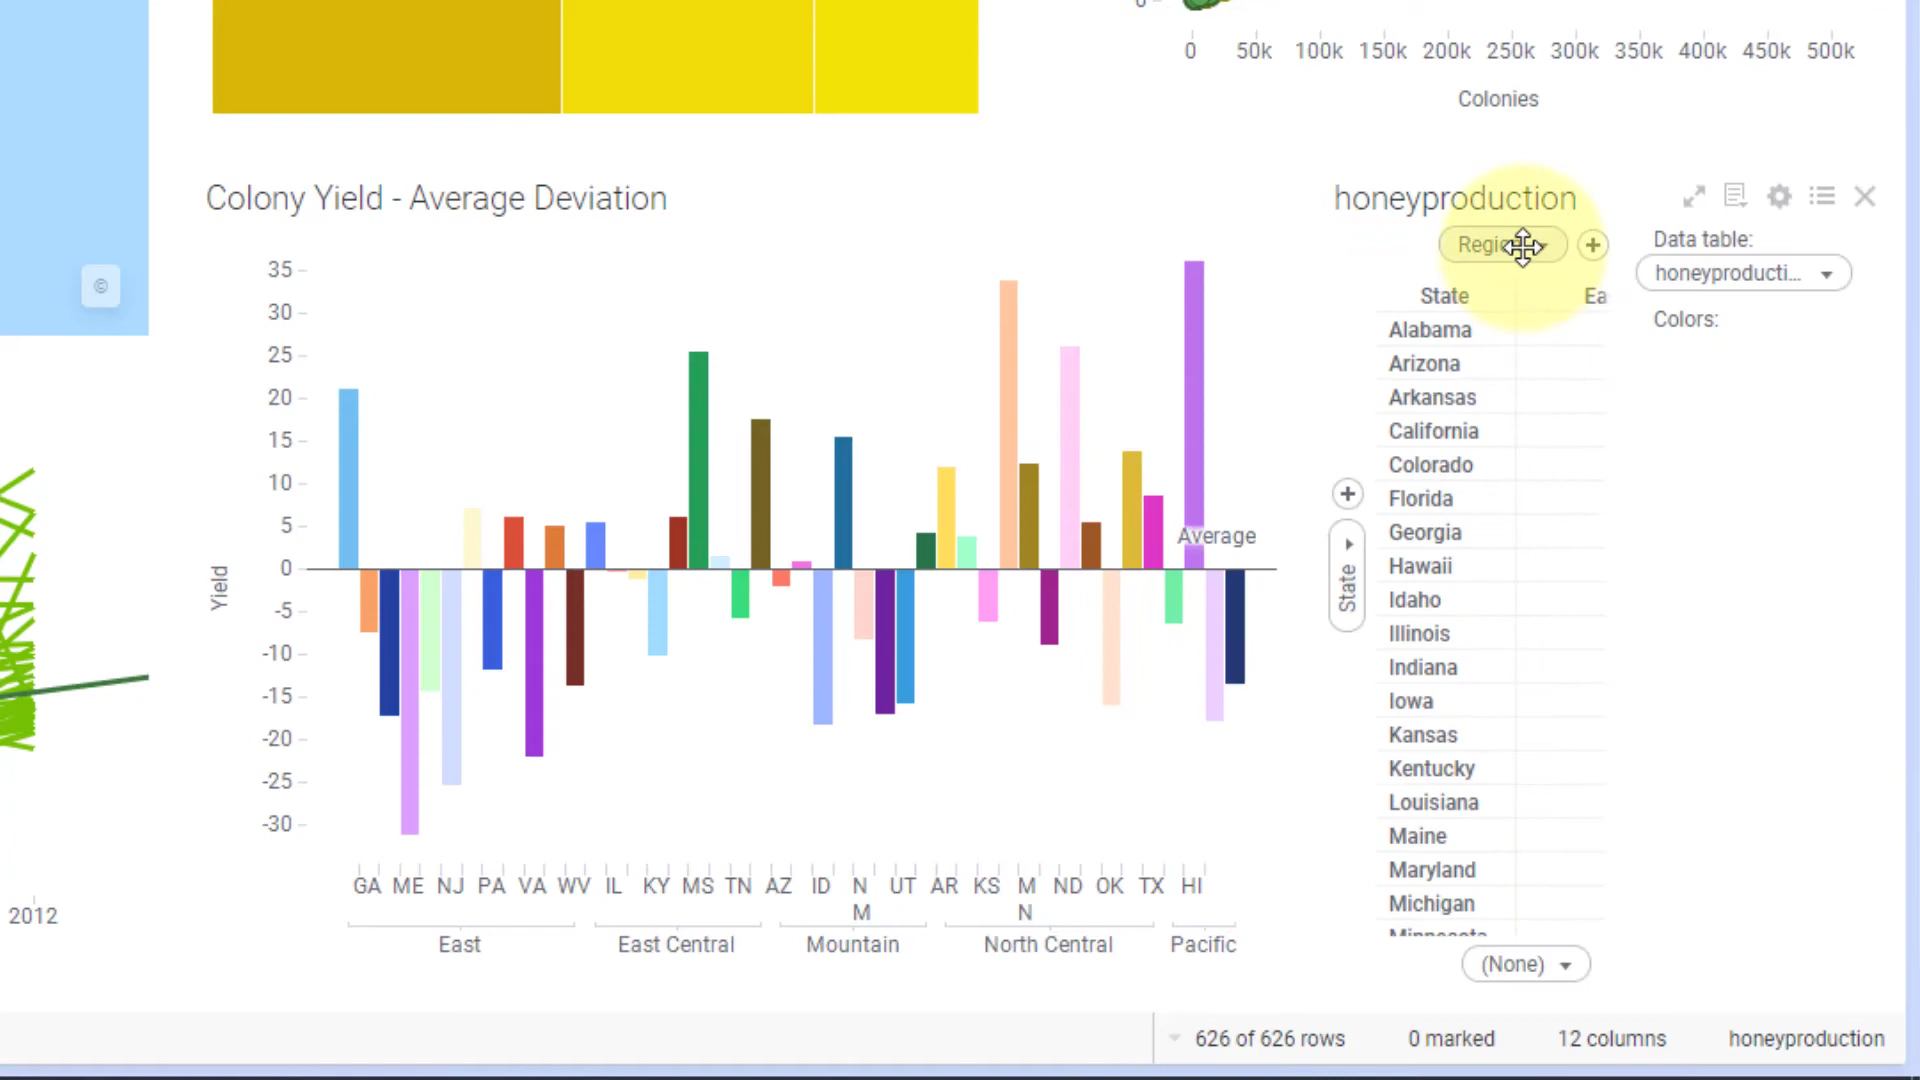 0
0 50k 100k 150k 200k 250k 300k 350k 400k 450k 500k
Colonies
©
2012
Colony Yield - Average Deviation
Yield
35
30
25
20
15
10
5
0
-5
-10
-15
-20
-25
-30
Average
GA ME NJ PA VA WV IL KY MS TN AZ ID NM UT AR KS MN ND OK TX HI
East East Central Mountain North Central Pacific
honeyproduction
Data table:
honeyproducti...
Colors:
State Ea
State
Alabama
Arizona
Arkansas
California
Colorado
Florida
Georgia
Hawaii
Idaho
Illinois
Indiana
Iowa
Kansas
Kentucky
Louisiana
Maine
Maryland
Michigan
(None)
626 of 626 rows 0 marked 12 columns honeyproduction